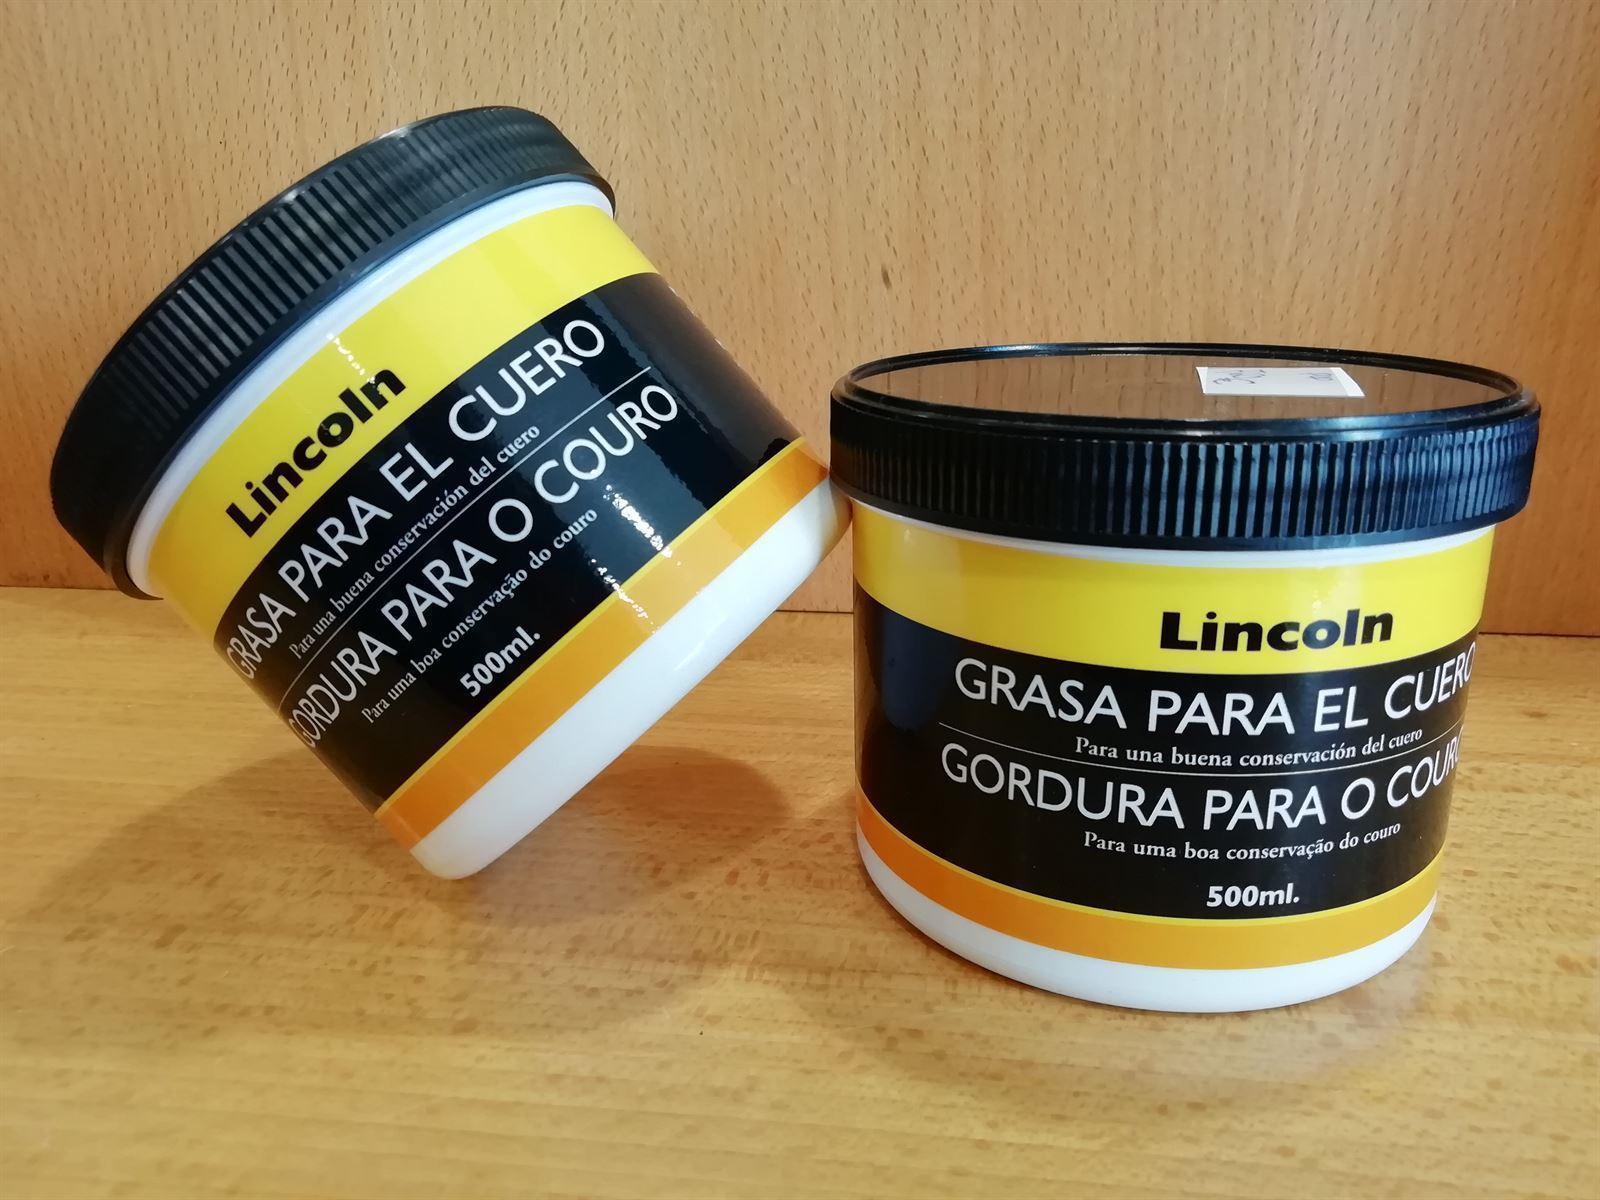 Lincoln
GRASA PARA EL CUERO
Para una buena conservación del cuero
GORDURA PARA O COURO
Para uma boa conservação do couro
500ml.
Lincoln
GRASA PARA EL CUERO
Para una buena conservación del cuero
GORDURA PARA O COURO
Para uma boa conservação do couro
500ml.